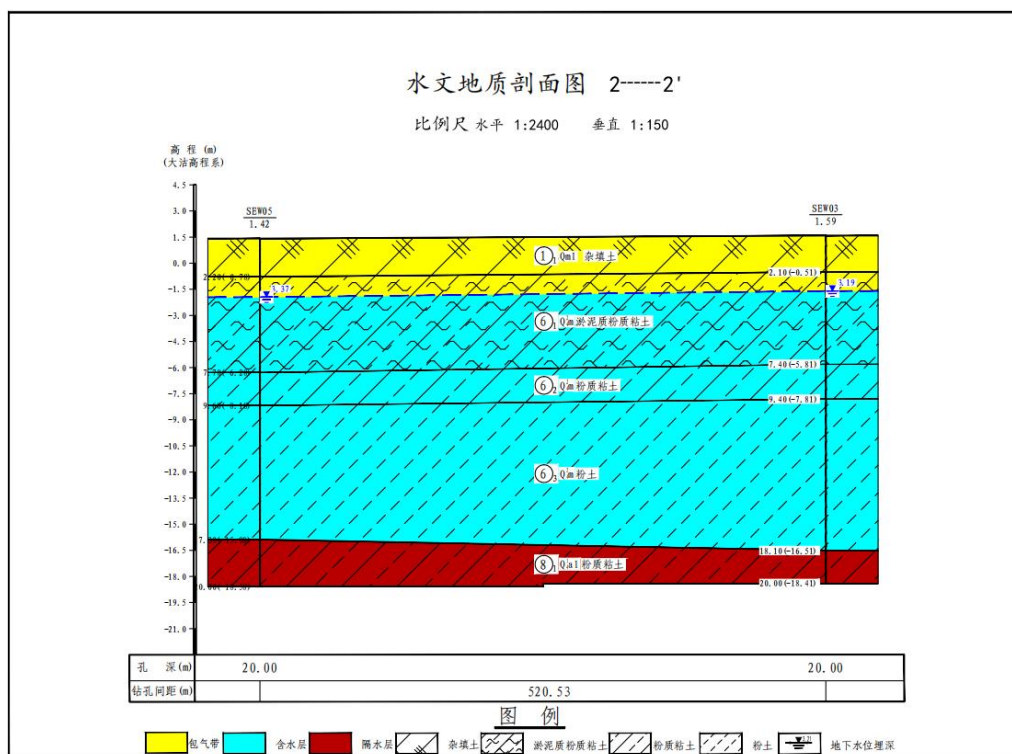 水文地质剖面图 2------2'
比例尺 水平 1:2400 垂直 1:150
高 程 (m)
(大沽高程系)
4.5
3.0
1.5
0.0
-1.5
-3.0
-4.5
-6.0
-7.5
-9.0
-10.5
-12.0
-13.5
-15.0
-16.5
-18.0
-19.5
-21.0
SEW05
1.42
SEW03
1.59
①1 Qml 杂填土
2.10(-0.51)
3.37
3.19
⑥1 淤泥质粉质粘土
7.40(-5.81)
⑥2 粉质粘土
9.40(-7.81)
⑥3 粉土
18.10(-16.51)
⑧1 粉质粘土
20.00(-18.41)
孔 深(m) 20.00 20.00
钻孔间距(m) 520.53
图 例
包气带 含水层 隔水层 杂填土 淤泥质粉质粘土 粉质粘土 粉土 地下水位埋深